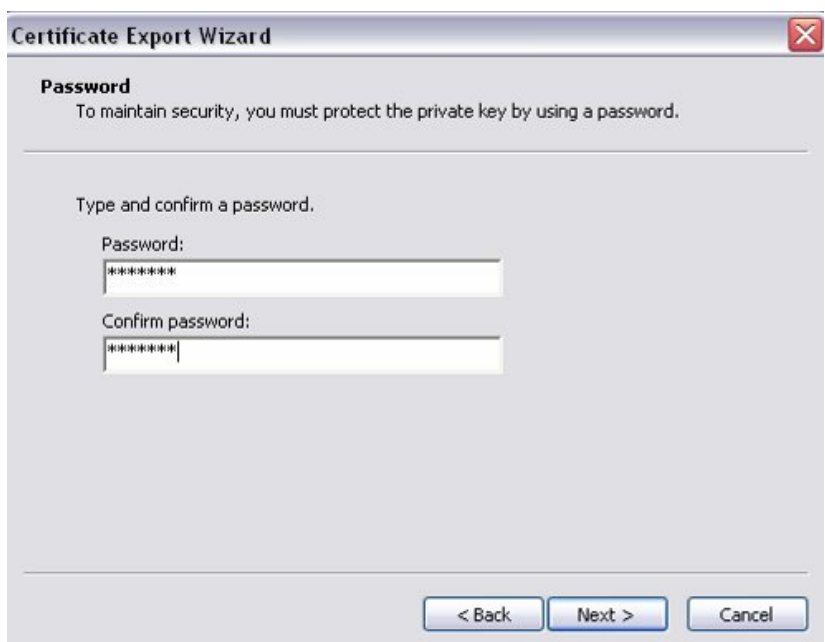 Certificate Export Wizard
Password
To maintain security, you must protect the private key by using a password.
Type and confirm a password.
Password:
*******
Confirm password:
*******
< Back Next > Cancel